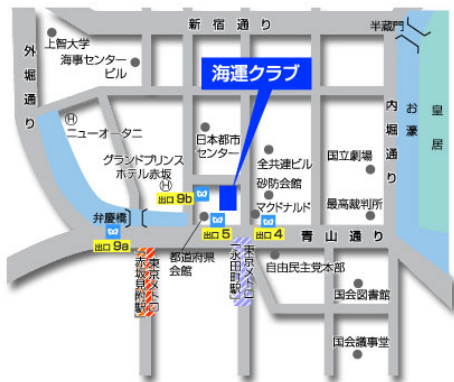 新宿通り
半蔵門
上智大学
海事センター
ビル
外堀通り
海運クラブ
内堀通り
お濠
皇居
H
ニューオータニ
日本都市
センター
グランドプリンス
ホテル赤坂
H
全共連ビル
国立劇場
砂防会館
出口9b
マクドナルド
最高裁判所
弁慶橋
出口9a
出口5
出口4
青山通り
都道府県
会館
東京メトロ
赤坂見附駅
東京メトロ
永田町駅
自由民主党本部
国会図書館
国会議事堂